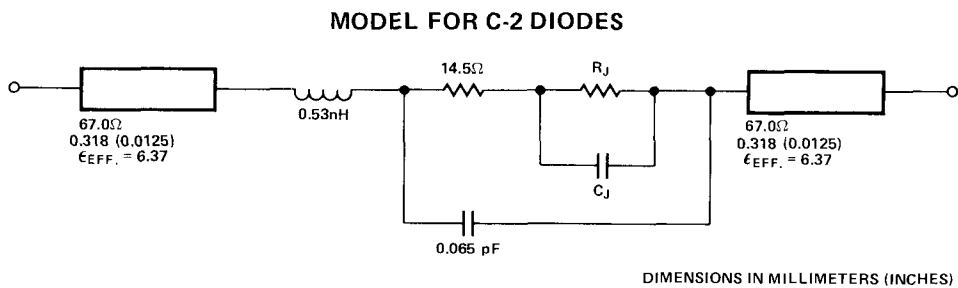 MODEL FOR C-2 DIODES
14.5Ω
R_J
0.53nH
67.0Ω
0.318 (0.0125)
ϵ_EFF. = 6.37
67.0Ω
0.318 (0.0125)
ϵ_EFF. = 6.37
C_J
0.065 pF
DIMENSIONS IN MILLIMETERS (INCHES)